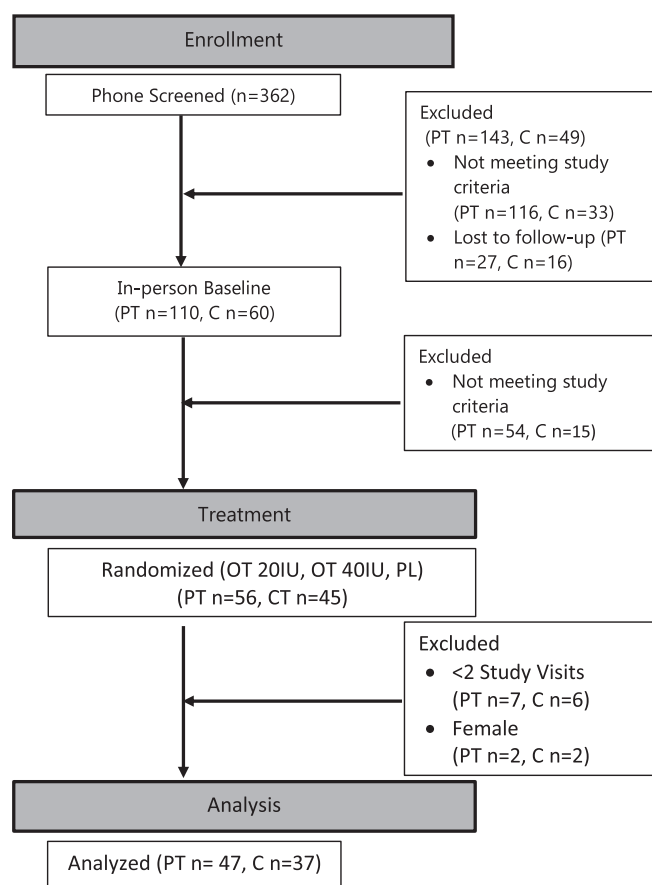 Enrollment
Phone Screened (n=362)
Excluded
(PT n=143, C n=49)
• Not meeting study
criteria
(PT n=116, C n=33)
• Lost to follow-up (PT
n=27, C n=16)
In-person Baseline
(PT n=110, C n=60)
Excluded
• Not meeting study
criteria
(PT n=54, C n=15)
Treatment
Randomized (OT 20IU, OT 40IU, PL)
(PT n=56, CT n=45)
Excluded
• <2 Study Visits
(PT n=7, C n=6)
• Female
(PT n=2, C n=2)
Analysis
Analyzed (PT n= 47, C n=37)